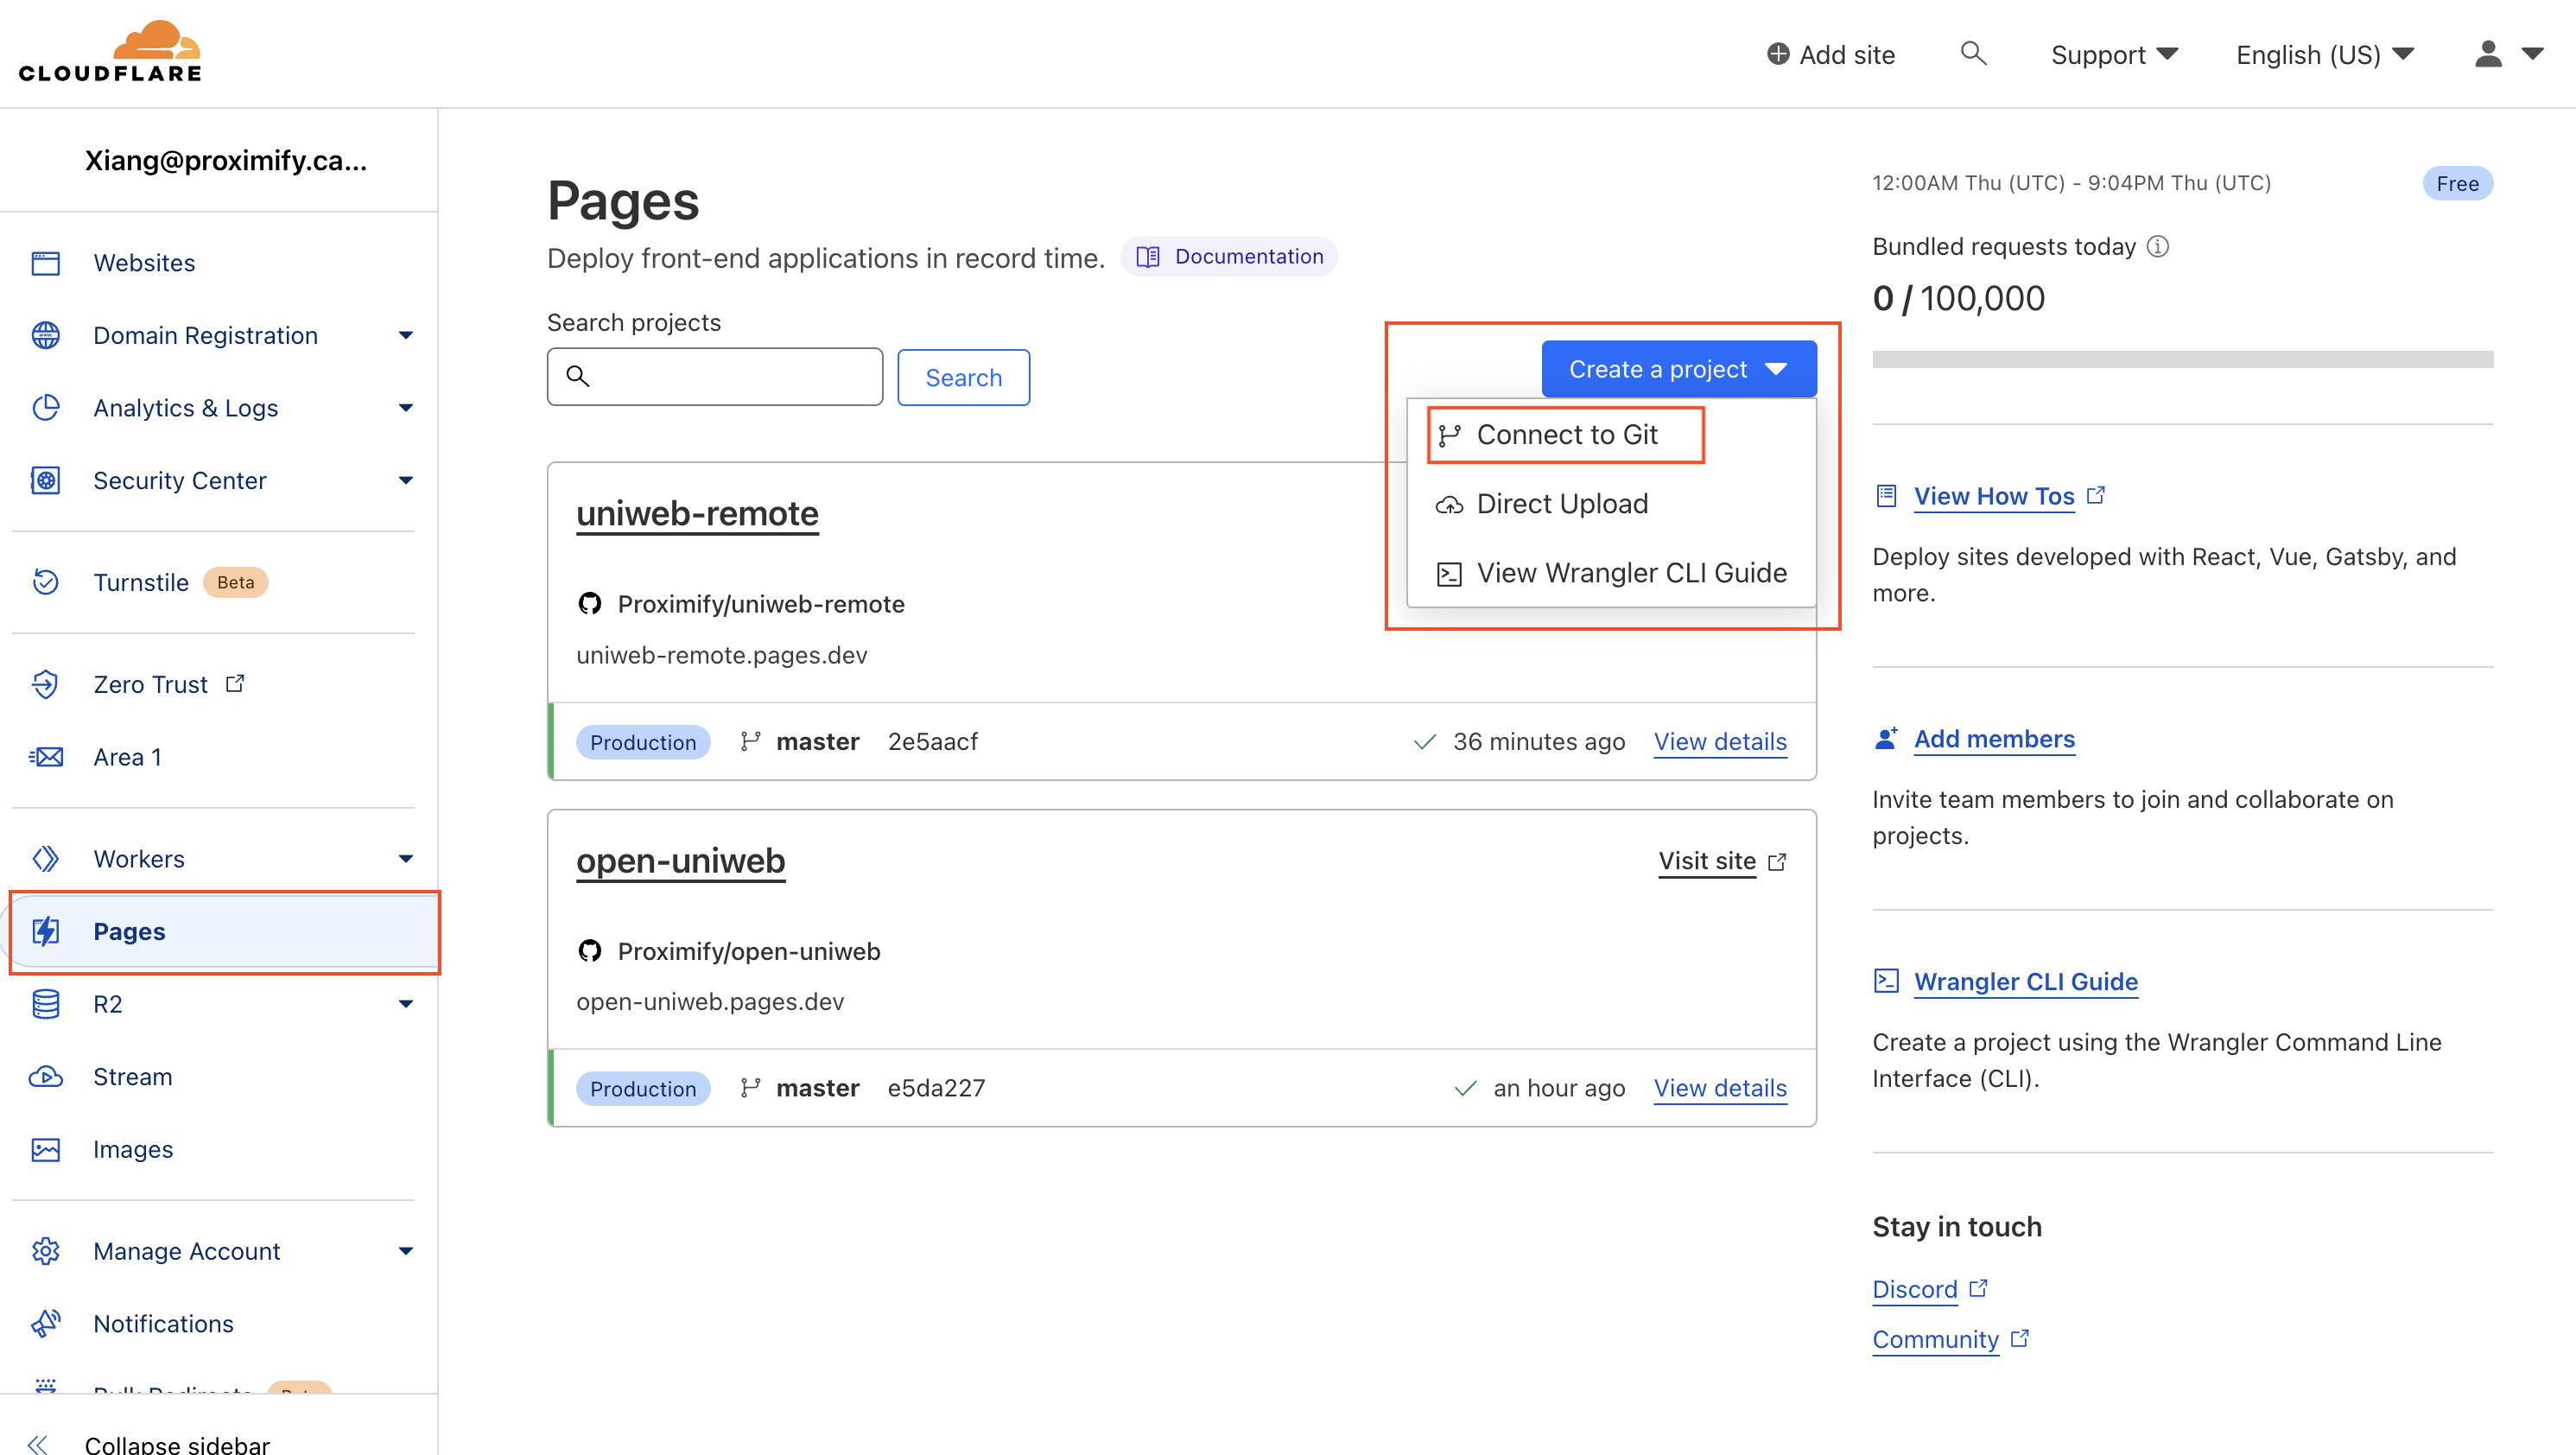 CLOUDFLARE
Add site
Support
English (US)
Xiang@proximify.ca...
Websites
Domain Registration
Analytics & Logs
Security Center
Turnstile Beta
Zero Trust
Area 1
Workers
Pages
R2
Stream
Images
Manage Account
Notifications
Bulk Redirects Beta
Collapse sidebar
Pages
Deploy front-end applications in record time.
Documentation
Search projects
Search
Create a project
Connect to Git
Direct Upload
View Wrangler CLI Guide
uniweb-remote
Proximify/uniweb-remote
uniweb-remote.pages.dev
Production master 2e5aacf 36 minutes ago View details
open-uniweb
Visit site
Proximify/open-uniweb
open-uniweb.pages.dev
Production master e5da227 an hour ago View details
12:00AM Thu (UTC) - 9:04PM Thu (UTC)
Free
Bundled requests today
0 / 100,000
View How Tos
Deploy sites developed with React, Vue, Gatsby, and
more.
Add members
Invite team members to join and collaborate on
projects.
Wrangler CLI Guide
Create a project using the Wrangler Command Line
Interface (CLI).
Stay in touch
Discord
Community